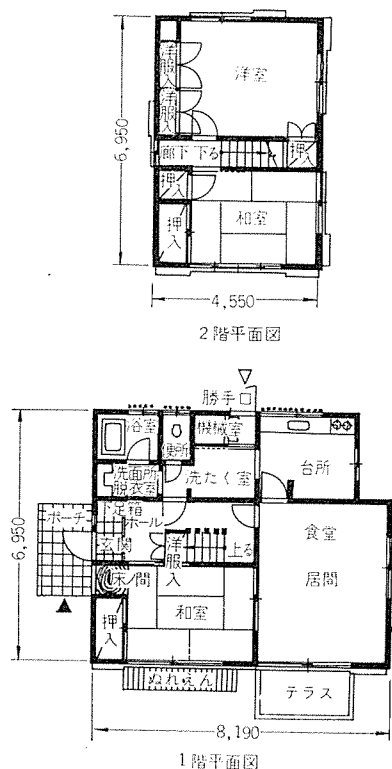 洋室
洋服入
洋服入
廊下 下る
押入
押入
和室
押入
6,950
4,550
2階平面図
勝手口
浴室
便所
機械室
洗面所
脱衣室
洗たく室
台所
下足箱
ポーチ
ホール
玄関
洋服入
上る
食堂
居間
床ノ間
和室
押入
ぬれえん
テラス
6,950
8,190
1階平面図